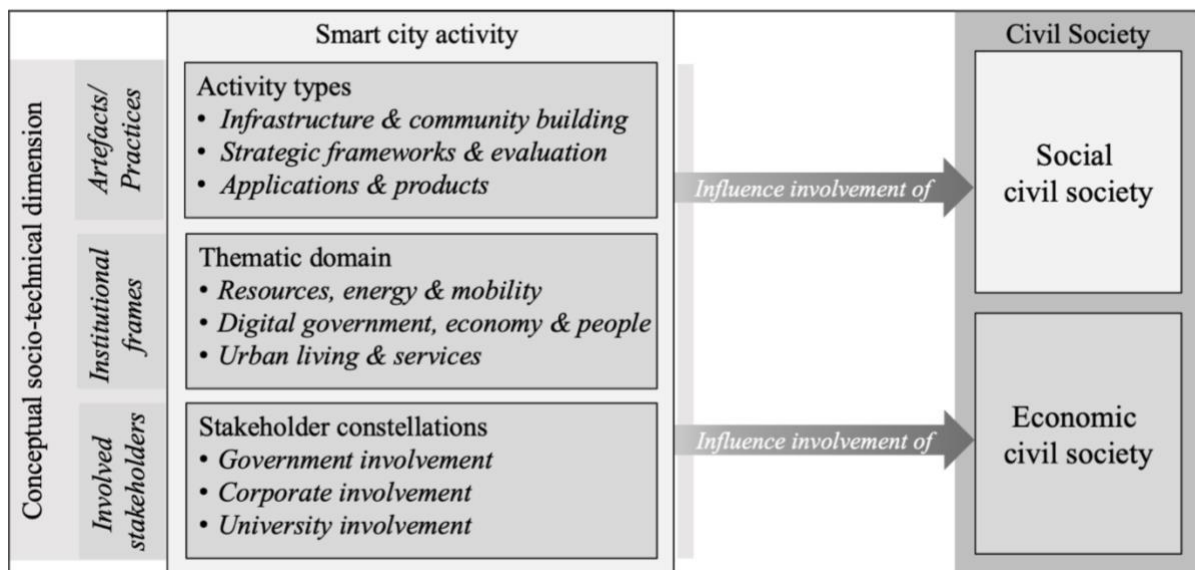 Smart city activity
Civil Society
Conceptual socio-technical dimension
Artefacts/
Practices
Activity types
• Infrastructure & community building
• Strategic frameworks & evaluation
• Applications & products
Influence involvement of
Social
civil society
Institutional
frames
Thematic domain
• Resources, energy & mobility
• Digital government, economy & people
• Urban living & services
Involved
stakeholders
Stakeholder constellations
• Government involvement
• Corporate involvement
• University involvement
Influence involvement of
Economic
civil society